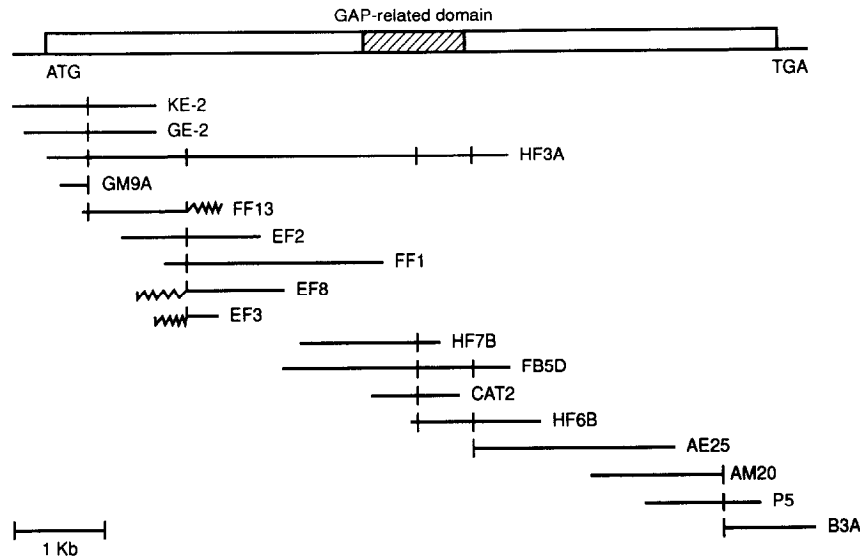 GAP-related domain
ATG
TGA
KE-2
GE-2
HF3A
GM9A
FF13
EF2
FF1
EF8
EF3
HF7B
FB5D
CAT2
HF6B
AE25
AM20
P5
B3A
1 Kb